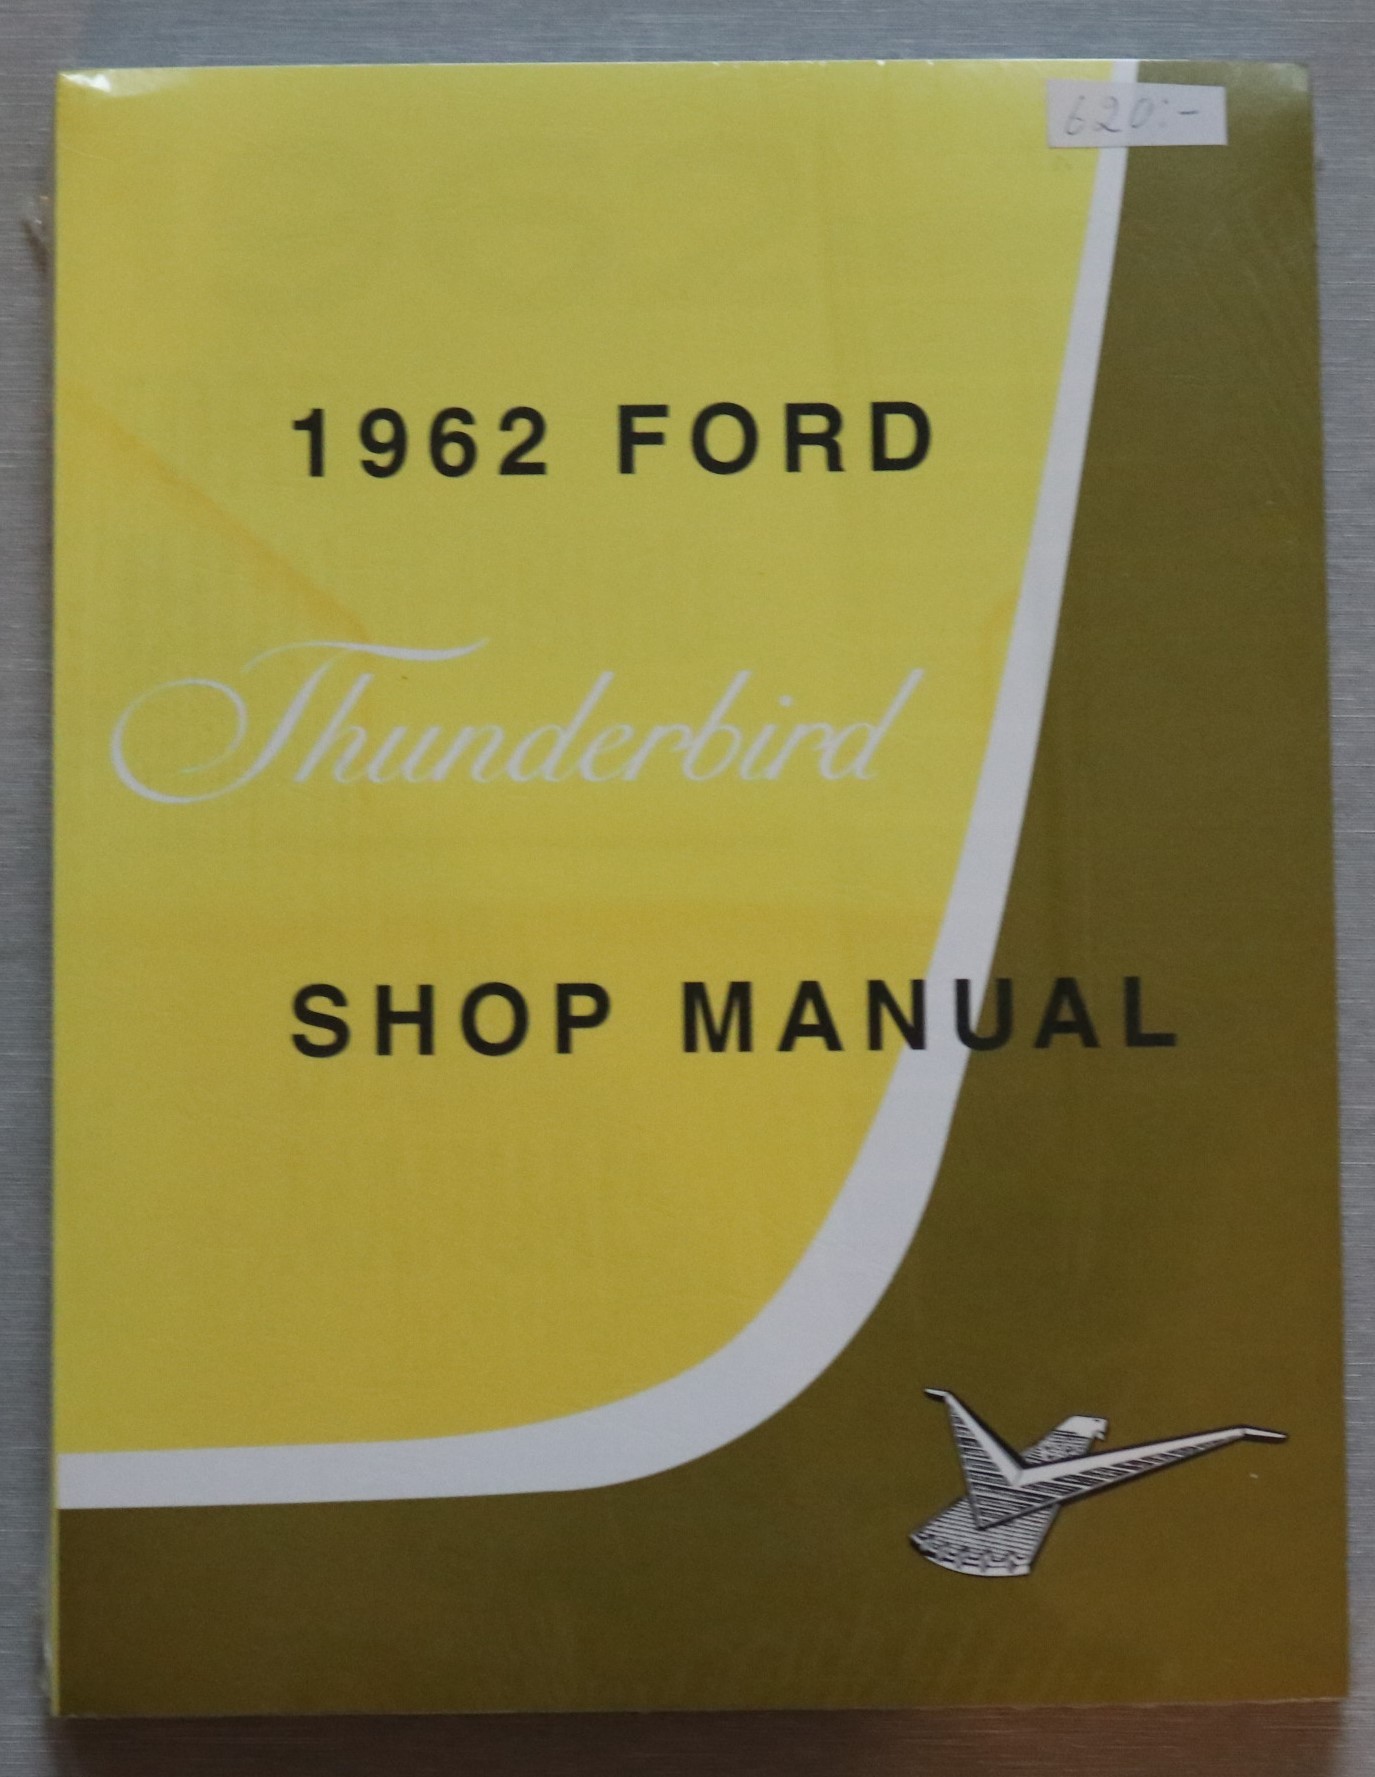 620:-
1962 FORD
Thunderbird
SHOP MANUAL